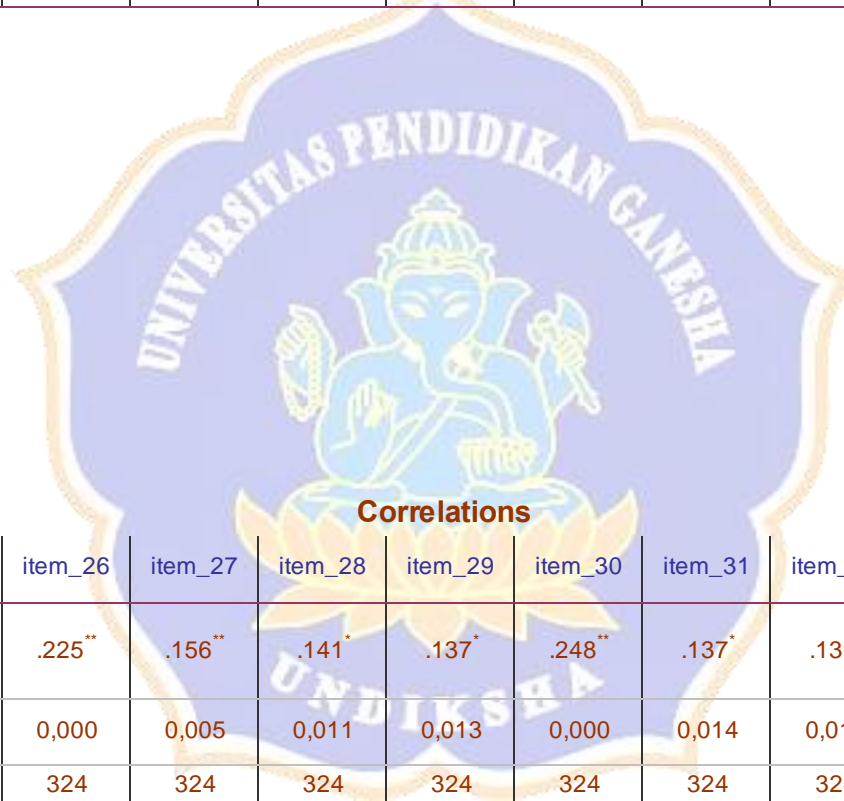 UNIVERSITAS PENDIDIKAN GANESHA
Correlations
item_26 item_27 item_28 item_29 item_30 item_31
.225** .156** .141* .137* .248** .137*
0,000 0,005 0,011 0,013 0,000 0,014
324 324 324 324 324 324
UNDIKSHA